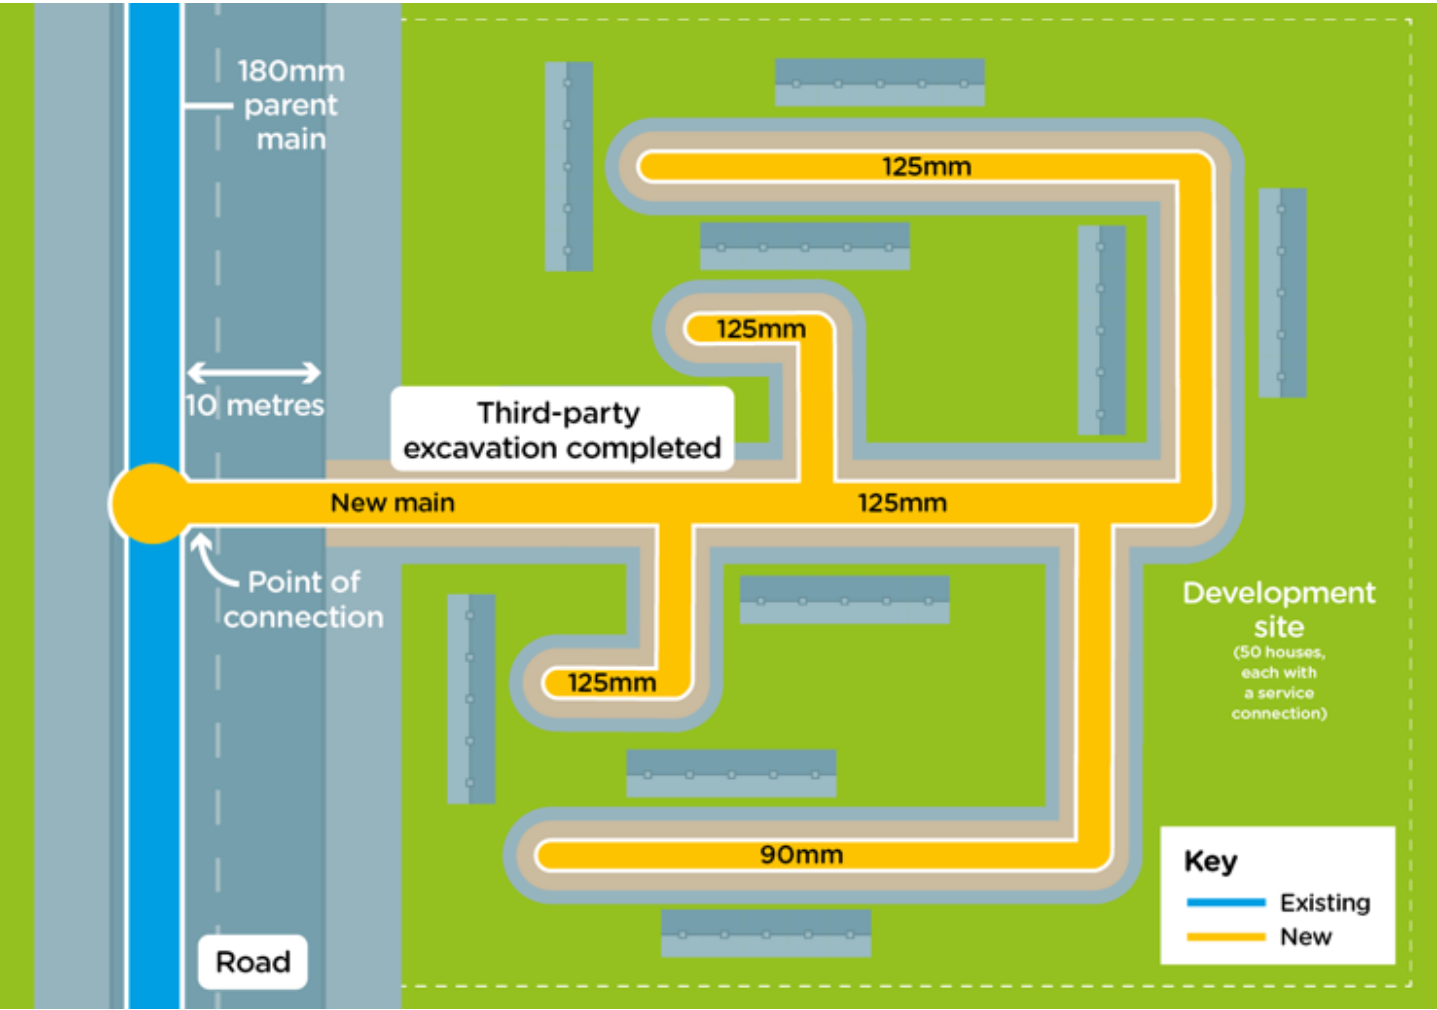 180mm
parent
main
125mm
125mm
10 metres
Third-party
excavation completed
New main
125mm
Point of
connection
Development
site
(50 houses,
each with
a service
connection)
125mm
90mm
Key
Existing
New
Road